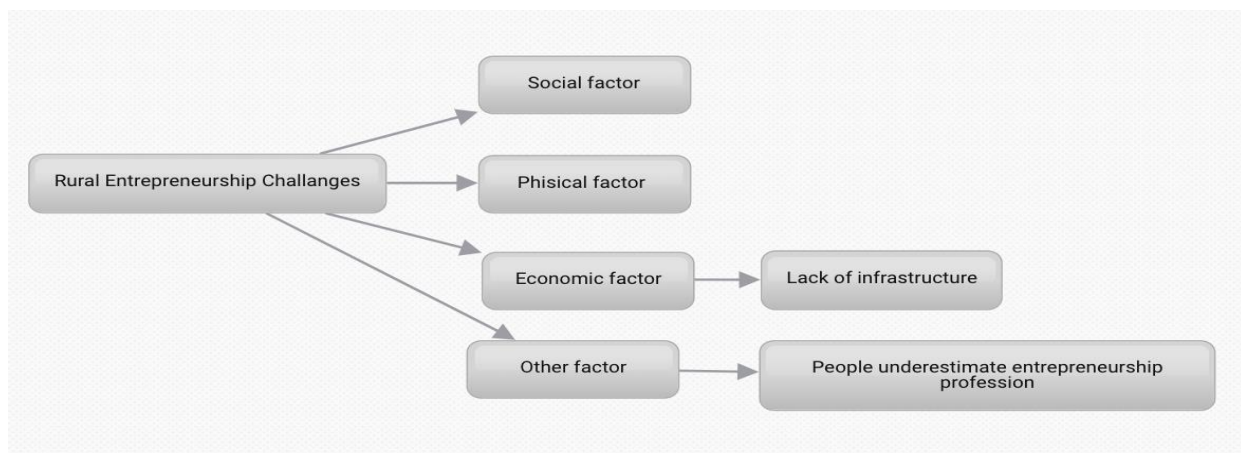 Social factor
Rural Entrepreneurship Challanges
Phisical factor
Economic factor
Lack of infrastructure
Other factor
People underestimate entrepreneurship
profession